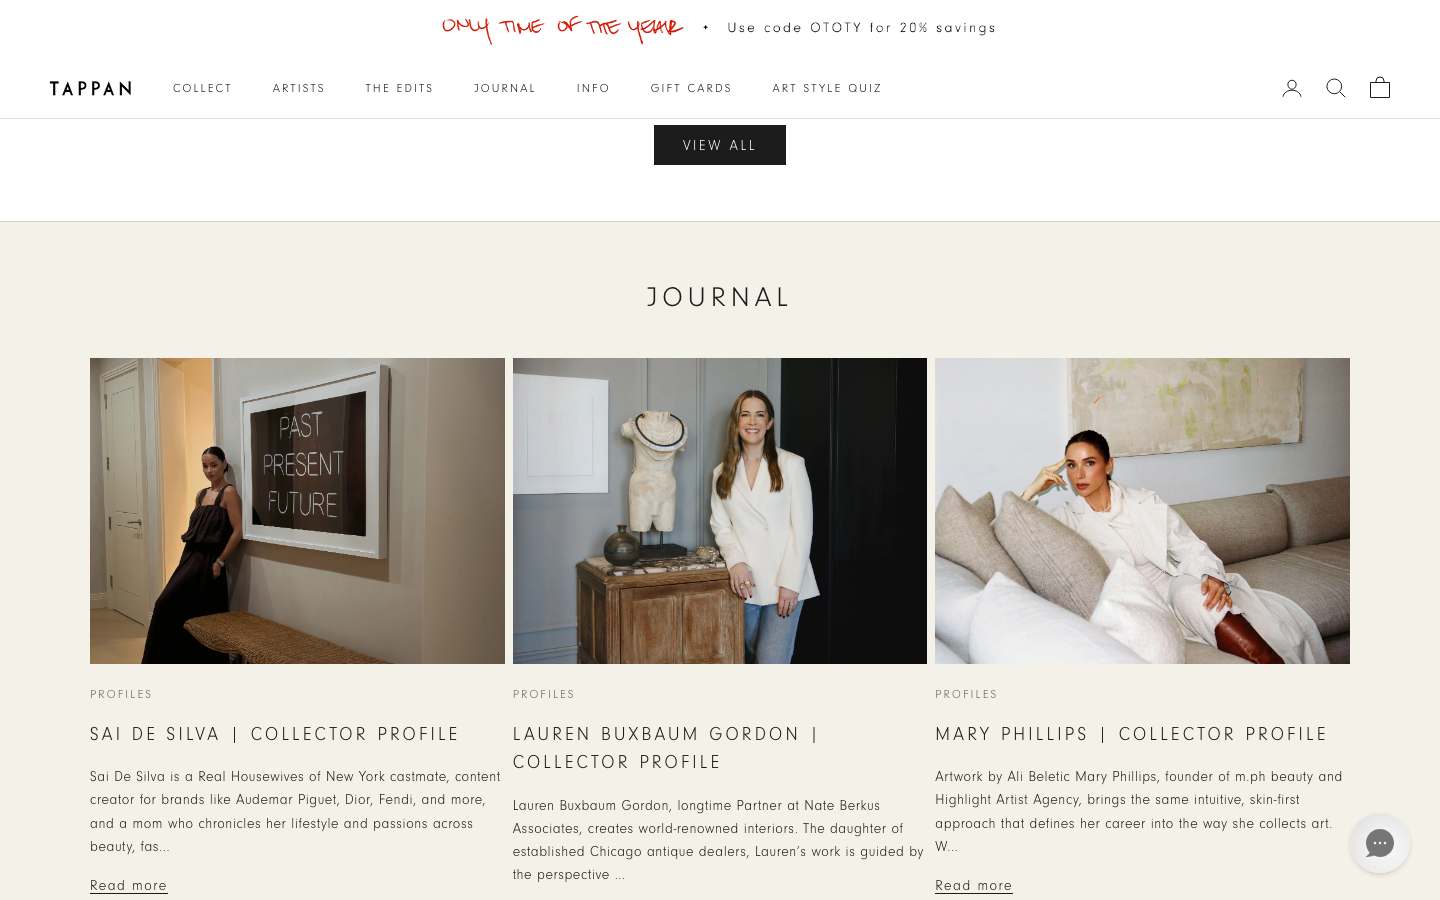 ONLY TIME OF THE YEAR
Use code OTOTY for 20% savings
TAPPAN COLLECT ARTISTS THE EDITS JOURNAL INFO GIFT CARDS ART STYLE QUIZ
VIEW ALL
JOURNAL
PAST
PRESENT
FUTURE
PROFILES
SAI DE SILVA | COLLECTOR PROFILE
Sai De Silva is a Real Housewives of New York castmate, content
creator for brands like Audemar Piguet, Dior, Fendi, and more,
and a mom who chronicles her lifestyle and passions across
beauty, fas...
Read more
PROFILES
LAUREN BUXBAUM GORDON |
COLLECTOR PROFILE
Lauren Buxbaum Gordon, longtime Partner at Nate Berkus
Associates, creates world-renowned interiors. The daughter of
established Chicago antique dealers, Lauren’s work is guided by
the perspective ...
PROFILES
MARY PHILLIPS | COLLECTOR PROFILE
Artwork by Ali Beletic Mary Phillips, founder of m.ph beauty and
Highlight Artist Agency, brings the same intuitive, skin-first
approach that defines her career into the way she collects art.
W...
Read more